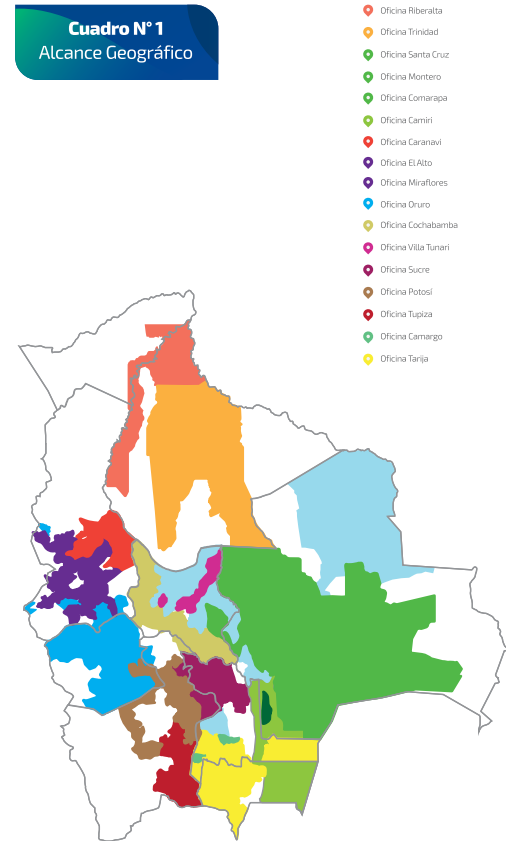 Cuadro N° 1
Alcance Geográfico
Oficina Riberalta
Oficina Trinidad
Oficina Santa Cruz
Oficina Montero
Oficina Comarapa
Oficina Camiri
Oficina Caranavi
Oficina El Alto
Oficina Miraflores
Oficina Oruro
Oficina Cochabamba
Oficina Villa Tunari
Oficina Sucre
Oficina Potosí
Oficina Tupiza
Oficina Camargo
Oficina Tarija